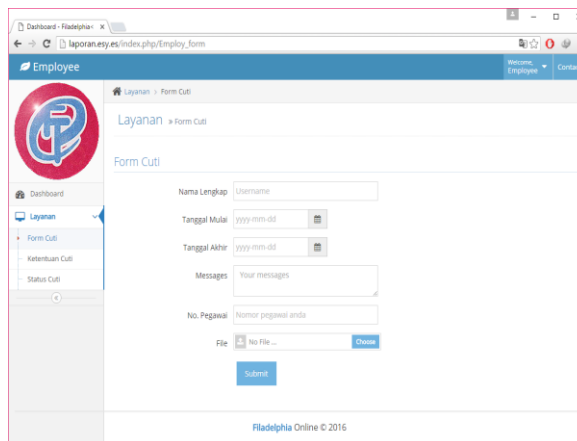 Dashboard - Filadelphia<
laporan.esy.es/index.php/Employ_form
Employee
Welcome,
Employee
Conta
Layanan > Form Cuti
Layanan » Form Cuti
Dashboard
Layanan
Form Cuti
Ketentuan Cuti
Status Cuti
Form Cuti
Nama Lengkap Username
Tanggal Mulai yyyy-mm-dd
Tanggal Akhir yyyy-mm-dd
Messages Your messages
No. Pegawai Nomor pegawai anda
File No File ... Choose
Submit
Filadelphia Online © 2016